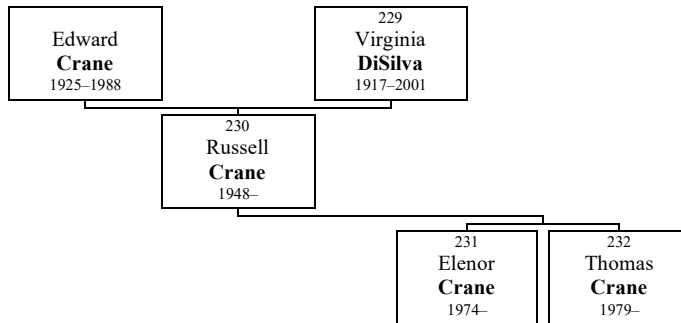 Edward
Crane
1925–1988
229
Virginia
DiSilva
1917–2001
230
Russell
Crane
1948–
231
Elenor
Crane
1974–
232
Thomas
Crane
1979–